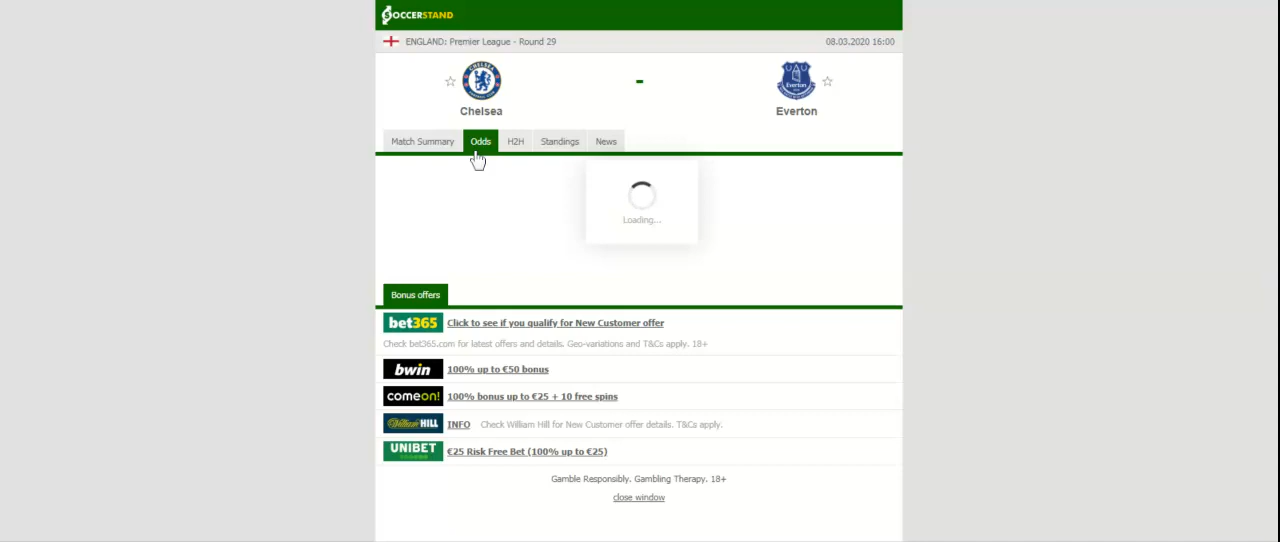 SOCCERSTAND
ENGLAND: Premier League - Round 29 08.03.2020 16:00
CHELSEA
Everton
-
Chelsea Everton
Match Summary Odds H2H Standings News
Loading...
Bonus offers
bet365 Click to see if you qualify for New Customer offer
Check bet365.com for latest offers and details. Geo-variations and T&Cs apply. 18+
bwin 100% up to €50 bonus
comeon! 100% bonus up to €25 + 10 free spins
William HILL INFO Check William Hill for New Customer offer details. T&Cs apply.
UNIBET €25 Risk Free Bet (100% up to €25)
Gamble Responsibly. Gambling Therapy. 18+
close window